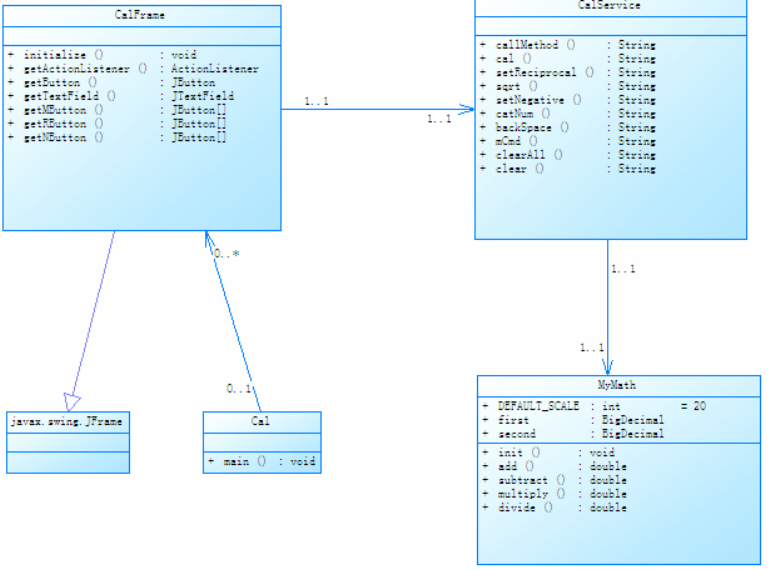 CalFrame
+ initialize () : void
+ getActionListener () : ActionListener
+ getButton () : JButton
+ getTextField () : JTextField
+ getMButton () : JButton[]
+ getRButton () : JButton[]
+ getNButton () : JButton[]
CalService
+ callMethod () : String
+ cal () : String
+ setReciprocal () : String
+ sqrt () : String
+ setNegative () : String
+ catNum () : String
+ backSpace () : String
+ mCmd () : String
+ clearAll () : String
+ clear () : String
1..1
1..1
0..*
0..1
1..1
1..1
javax.swing.JFrame
Cal
+ main () : void
MyMath
+ DEFAULT_SCALE : int = 20
+ first : BigDecimal
+ second : BigDecimal
+ init () : void
+ add () : double
+ subtract () : double
+ multiply () : double
+ divide () : double